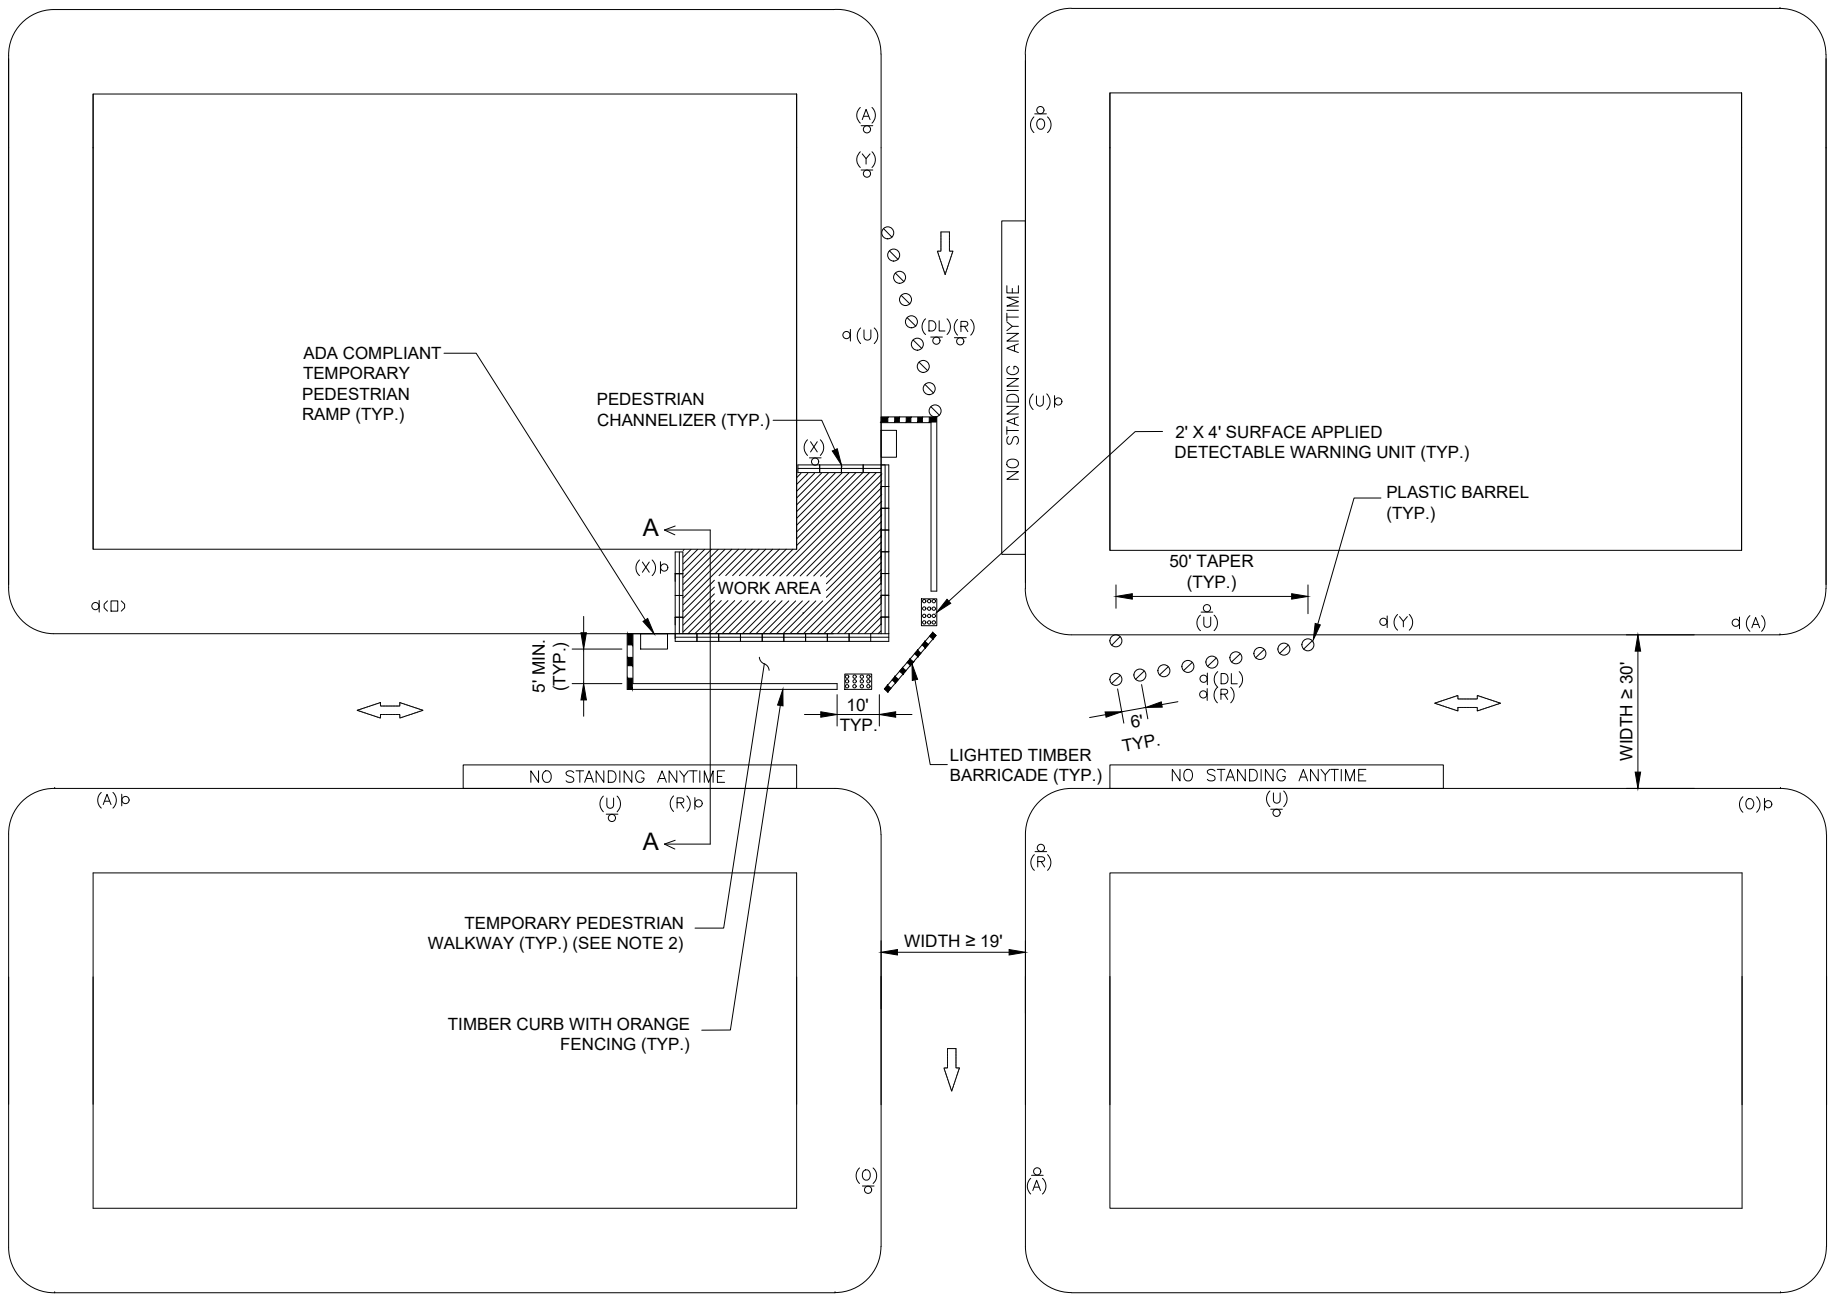 (A)
(Y)
(O)
NO STANDING ANYTIME
(DL)(R)
(U)
(U)
ADA COMPLIANT
TEMPORARY
PEDESTRIAN
RAMP (TYP.)
PEDESTRIAN
CHANNELIZER (TYP.)
(X)
2' X 4' SURFACE APPLIED
DETECTABLE WARNING UNIT (TYP.)
PLASTIC BARREL
(TYP.)
A
(X)
WORK AREA
50' TAPER
(TYP.)
(□)
(U)
(Y)
(A)
5' MIN.
(TYP.)
(DL)
(R)
10'
TYP.
6'
TYP.
WIDTH ≥ 30'
LIGHTED TIMBER
BARRICADE (TYP.)
NO STANDING ANYTIME
NO STANDING ANYTIME
(A)
(U)
(R)
(U)
(O)
A
(R)
TEMPORARY PEDESTRIAN
WALKWAY (TYP.) (SEE NOTE 2)
WIDTH ≥ 19'
TIMBER CURB WITH ORANGE
FENCING (TYP.)
(O)
(A)